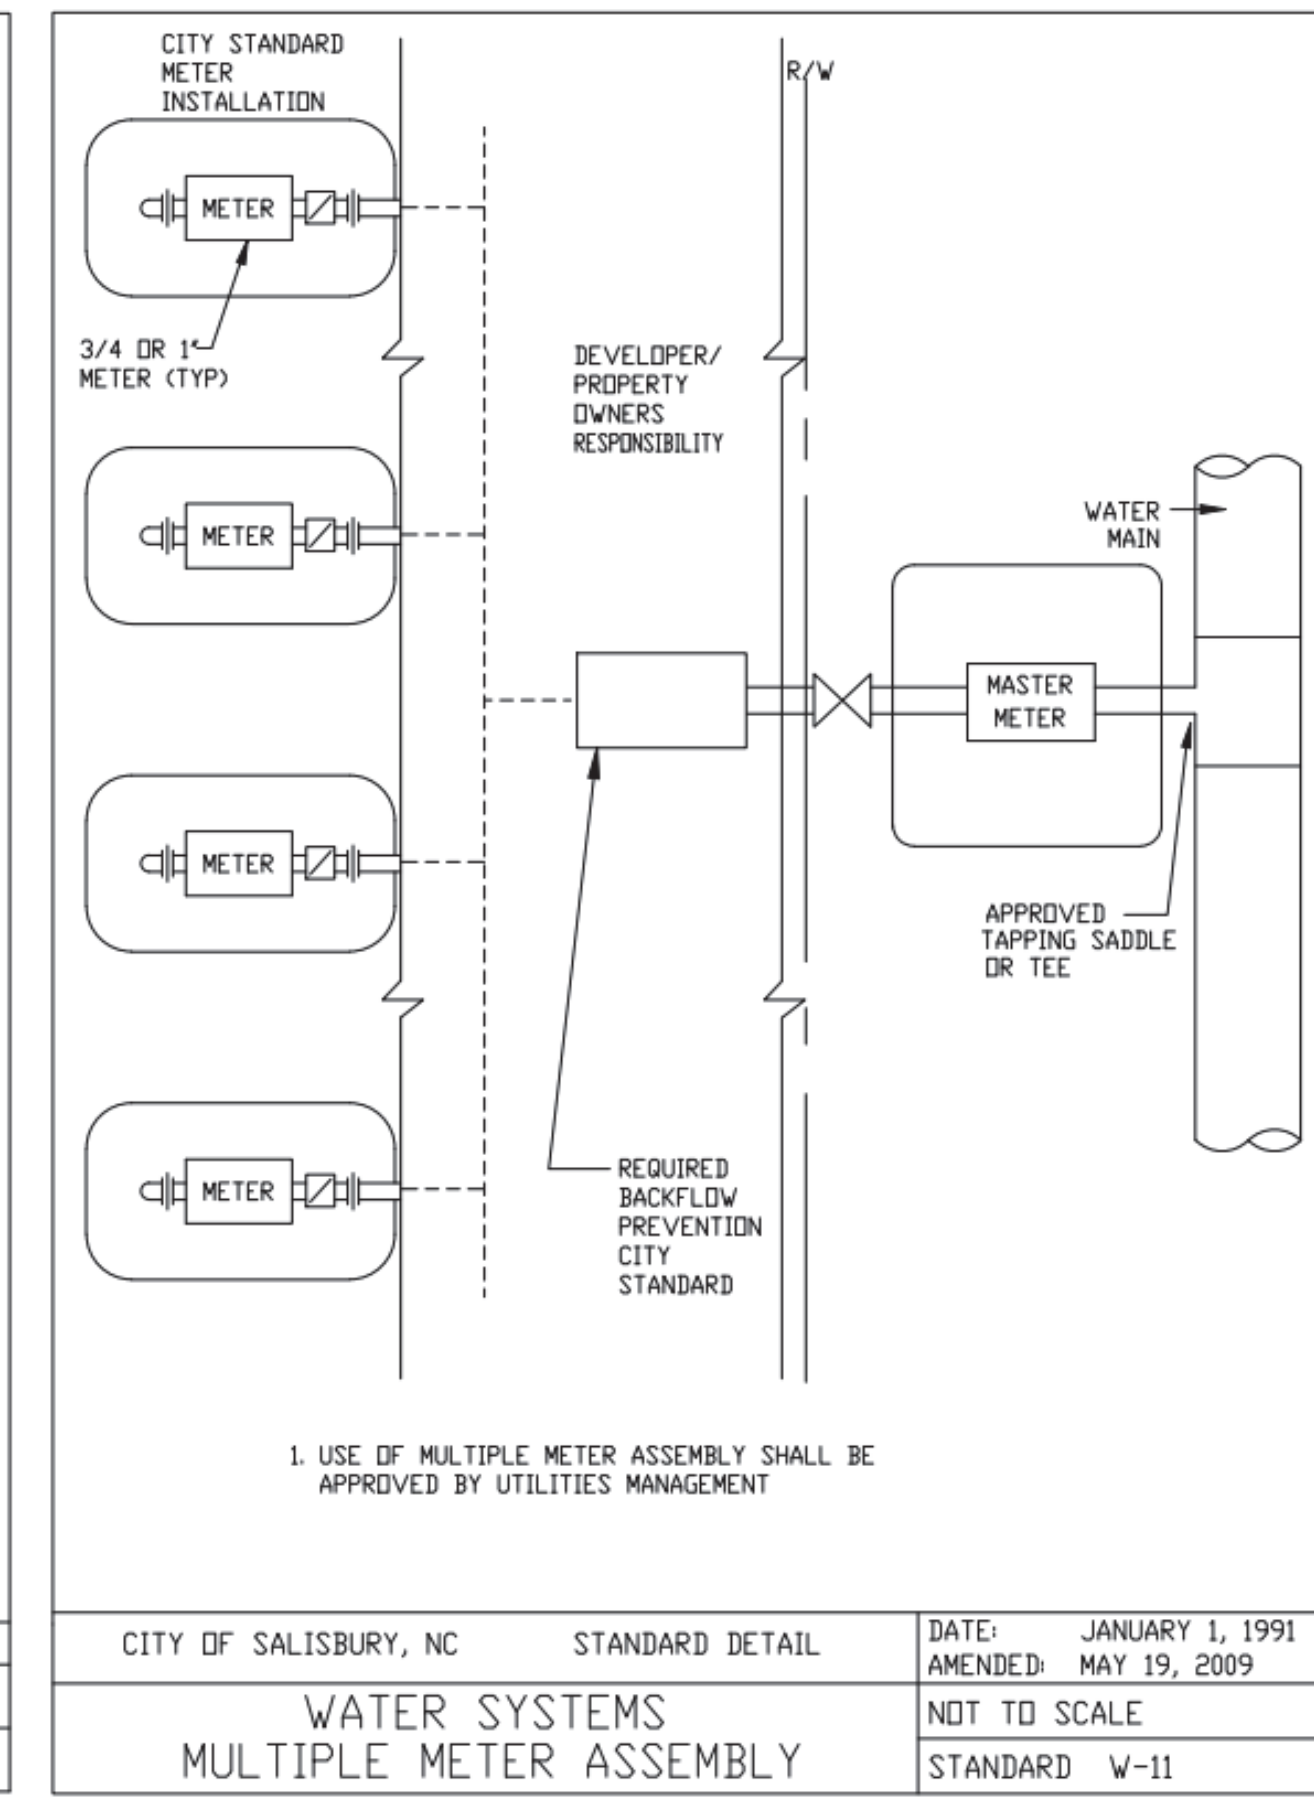 CITY STANDARD
METER
INSTALLATION
R/W
METER
3/4 OR 1"
METER (TYP)
DEVELOPER/
PROPERTY
OWNERS
RESPONSIBILITY
METER
WATER
MAIN
MASTER
METER
METER
APPROVED
TAPPING SADDLE
OR TEE
METER
REQUIRED
BACKFLOW
PREVENTION
CITY
STANDARD
1. USE OF MULTIPLE METER ASSEMBLY SHALL BE
APPROVED BY UTILITIES MANAGEMENT
CITY OF SALISBURY, NC STANDARD DETAIL
DATE: JANUARY 1, 1991
AMENDED: MAY 19, 2009
WATER SYSTEMS
MULTIPLE METER ASSEMBLY
NOT TO SCALE
STANDARD W-11